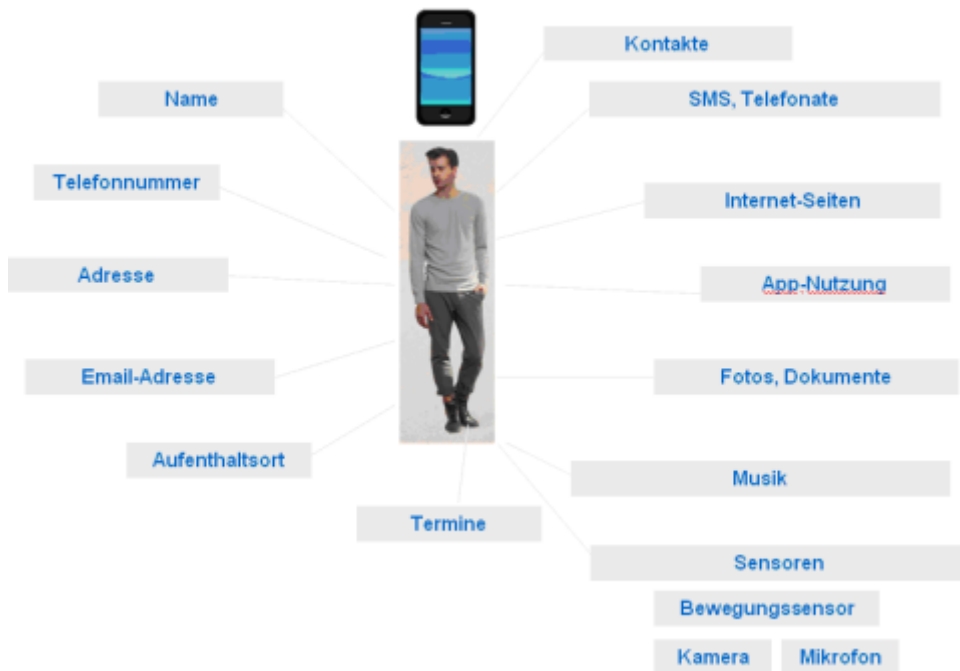 Kontakte
Name
SMS, Telefonate
Telefonnummer
Internet-Seiten
Adresse
App-Nutzung
Email-Adresse
Fotos, Dokumente
Aufenthaltsort
Musik
Termine
Sensoren
Bewegungssensor
Kamera
Mikrofon